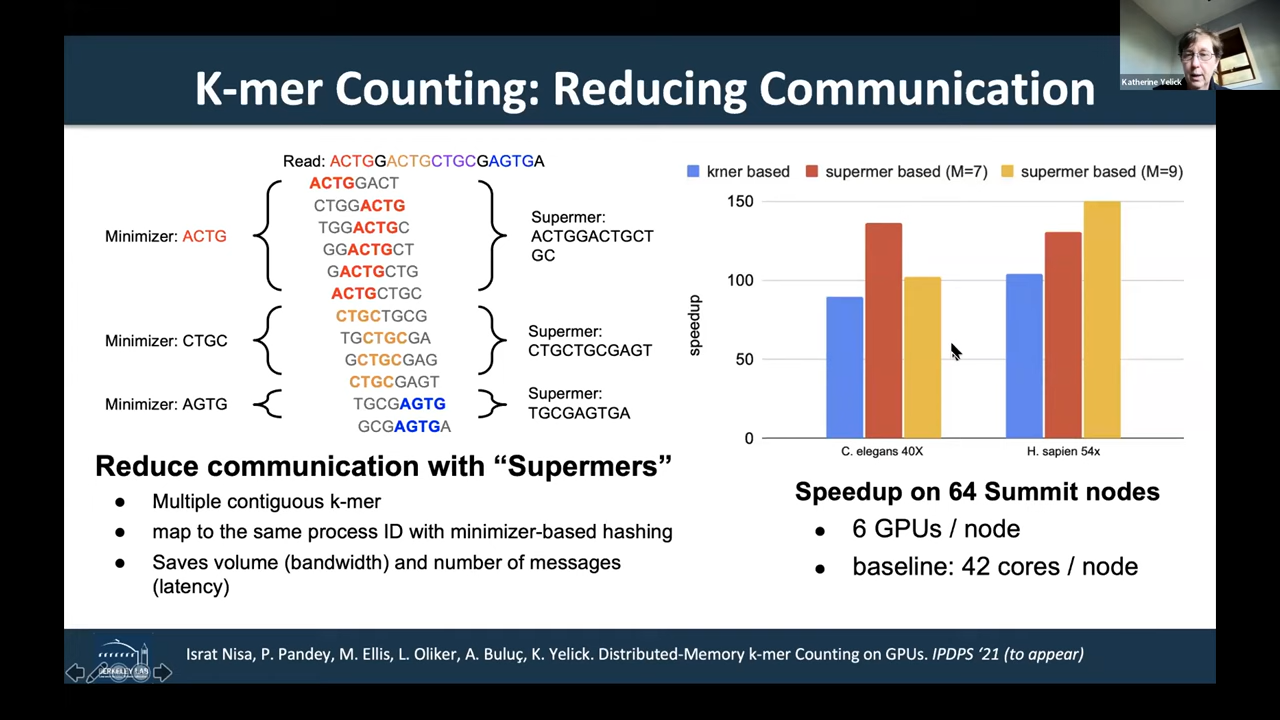 Katherine Yelick
K-mer Counting: Reducing Communication
Read: ACTGGACTGCTGCGAGTGA
ACTGGACT
CTGGACTG
TGGACTGC
GGACTGCT
GACTGCTG
ACTGCTGC
CTGCTGCG
TGCTGCGA
GCTGCGAG
CTGCGAGT
TGCGAGTG
GCGAGTGA
Minimizer: ACTG
Minimizer: CTGC
Minimizer: AGTG
Supermer:
ACTGGACTGCT
GC
Supermer:
CTGCTGCGAGT
Supermer:
TGCGAGTGA
Reduce communication with “Supermers”
• Multiple contiguous k-mer
• map to the same process ID with minimizer-based hashing
• Saves volume (bandwidth) and number of messages
(latency)
kmer based supermer based (M=7) supermer based (M=9)
150
100
50
0
speedup
C. elegans 40X H. sapien 54x
Speedup on 64 Summit nodes
• 6 GPUs / node
• baseline: 42 cores / node
BERKELEY LAB
Israt Nisa, P. Pandey, M. Ellis, L. Oliker, A. Buluç, K. Yelick. Distributed-Memory k-mer Counting on GPUs. IPDPS ’21 (to appear)